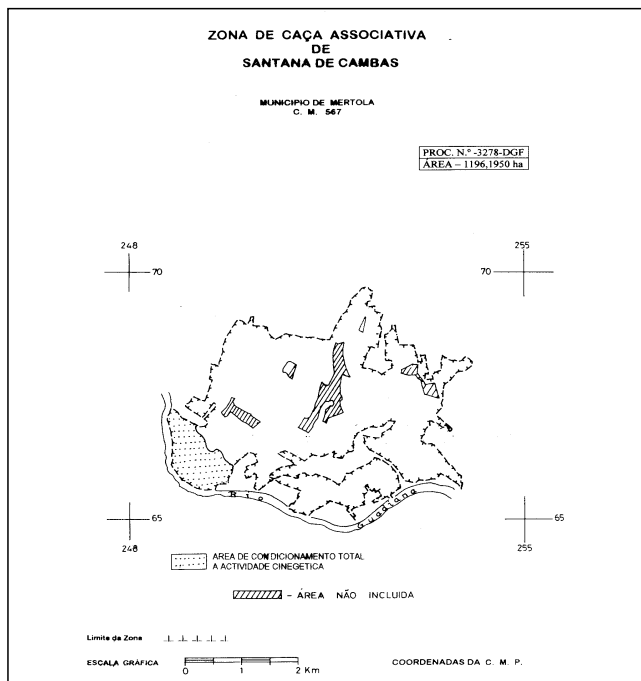 ZONA DE CAÇA ASSOCIATIVA
DE
SANTANA DE CAMBAS
MUNICIPIO DE MERTOLA
C. M. 567
PROC. N.º -3278-DGF
ÁREA – 1196,1950 ha
248
255
70
70
Rio Guadiana
65
65
248
255
AREA DE CONDICIONAMENTO TOTAL
A ACTIVIDADE CINEGETICA
- ÁREA NÃO INCLUIDA
Limite da Zona
ESCALA GRÁFICA
0 1 2 Km
COORDENADAS DA C. M. P.